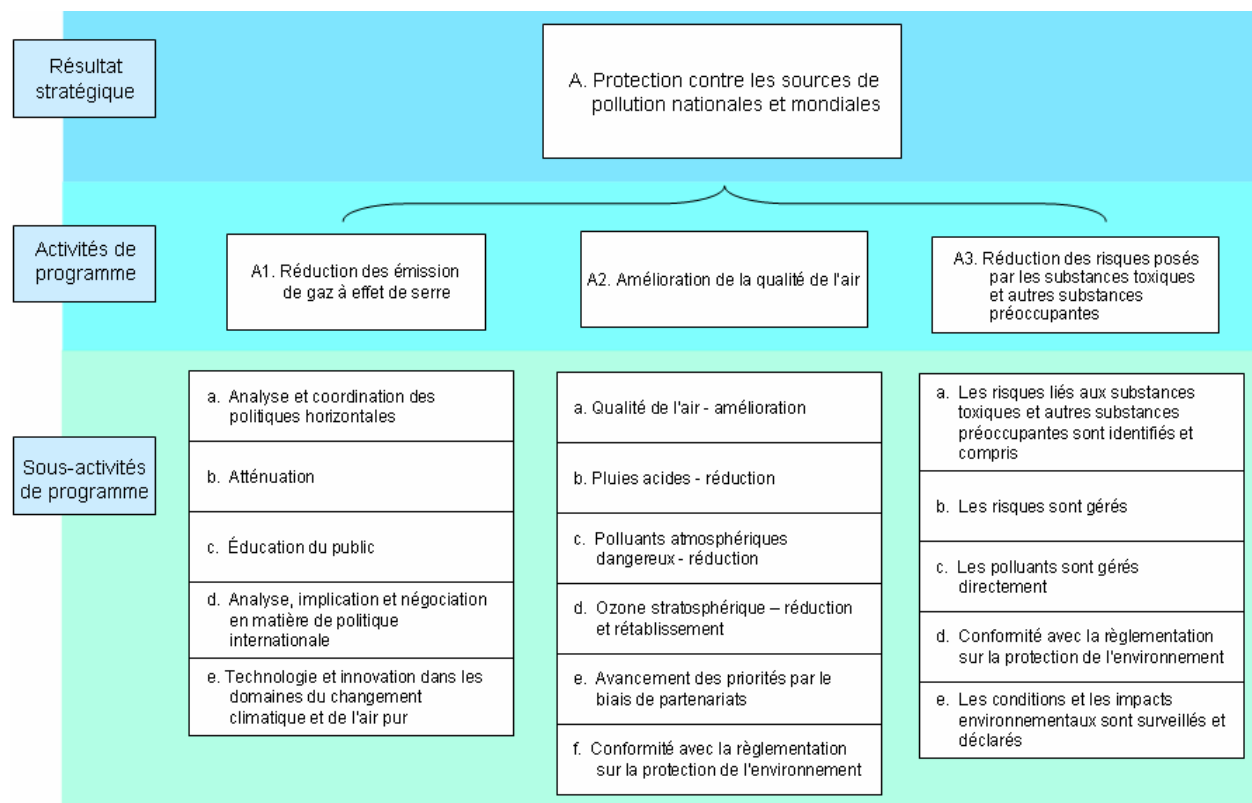 Résultat
stratégique
A. Protection contre les sources de
pollution nationales et mondiales
Activités de
programme
A1. Réduction des émission
de gaz à effet de serre
A2. Amélioration de la qualité de l'air
A3. Réduction des risques posés
par les substances toxiques
et autres substances
préoccupantes
Sous-activités
de programme
a. Analyse et coordination des
politiques horizontales
b. Atténuation
c. Éducation du public
d. Analyse, implication et négociation
en matière de politique
internationale
e. Technologie et innovation dans les
domaines du changement
climatique et de l'air pur
a. Qualité de l'air - amélioration
b. Pluies acides - réduction
c. Polluants atmosphériques
dangereux - réduction
d. Ozone stratosphérique – réduction
et rétablissement
e. Avancement des priorités par le
biais de partenariats
f. Conformité avec la règlementation
sur la protection de l'environnement
a. Les risques liés aux substances
toxiques et autres substances
préoccupantes sont identifiés et
compris
b. Les risques sont gérés
c. Les polluants sont gérés
directement
d. Conformité avec la règlementation
sur la protection de l'environnement
e. Les conditions et les impacts
environnementaux sont surveillés et
déclarés